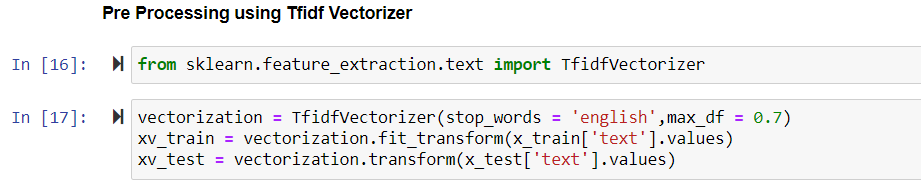 Pre Processing using Tfidf Vectorizer
In [16]: from sklearn.feature_extraction.text import TfidfVectorizer
In [17]: vectorization = TfidfVectorizer(stop_words = 'english',max_df = 0.7)
xv_train = vectorization.fit_transform(x_train['text'].values)
xv_test = vectorization.transform(x_test['text'].values)